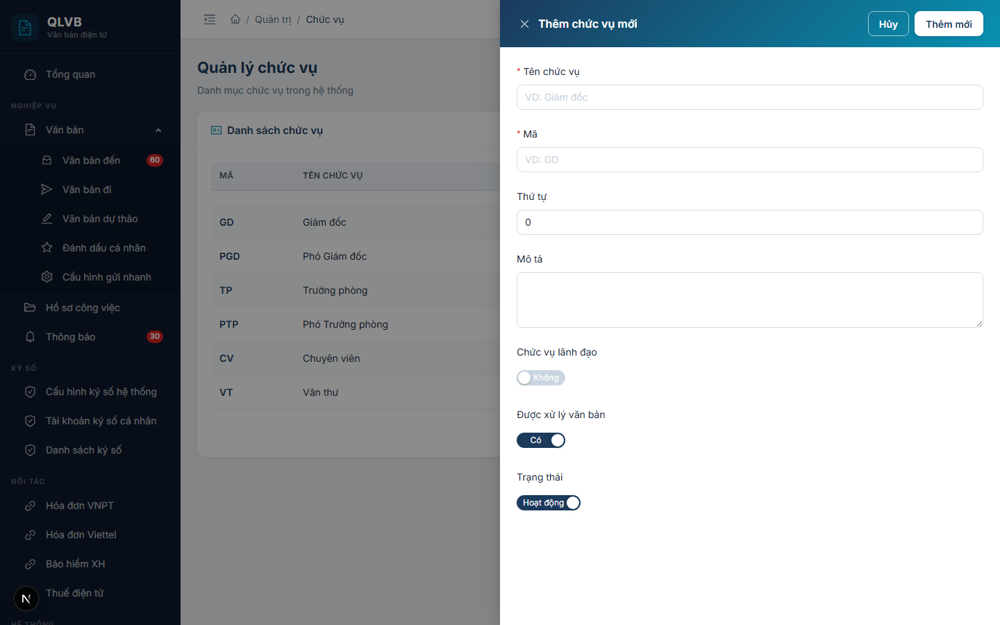 QLVB
Văn bản điện tử
Tổng quan
NGHIỆP VỤ
Văn bản
Văn bản đến 60
Văn bản đi
Văn bản dự thảo
Đánh dấu cá nhân
Cấu hình gửi nhanh
Hồ sơ công việc
Thông báo 30
KÝ SỐ
Cấu hình ký số hệ thống
Tài khoản ký số cá nhân
Danh sách ký số
ĐỐI TÁC
Hóa đơn VNPT
Hóa đơn Viettel
Bảo hiểm XH
Thuế điện tử
N
HỆ THỐNG
/ Quản trị / Chức vụ
Quản lý chức vụ
Danh mục chức vụ trong hệ thống
Danh sách chức vụ
MÃ TÊN CHỨC VỤ
GD Giám đốc
PGD Phó Giám đốc
TP Trưởng phòng
PTP Phó Trưởng phòng
CV Chuyên viên
VT Văn thư
Thêm chức vụ mới
Hủy
Thêm mới
* Tên chức vụ
VD: Giám đốc
* Mã
VD: GD
Thứ tự
0
Mô tả
Chức vụ lãnh đạo
Không
Được xử lý văn bản
Có
Trạng thái
Hoạt động